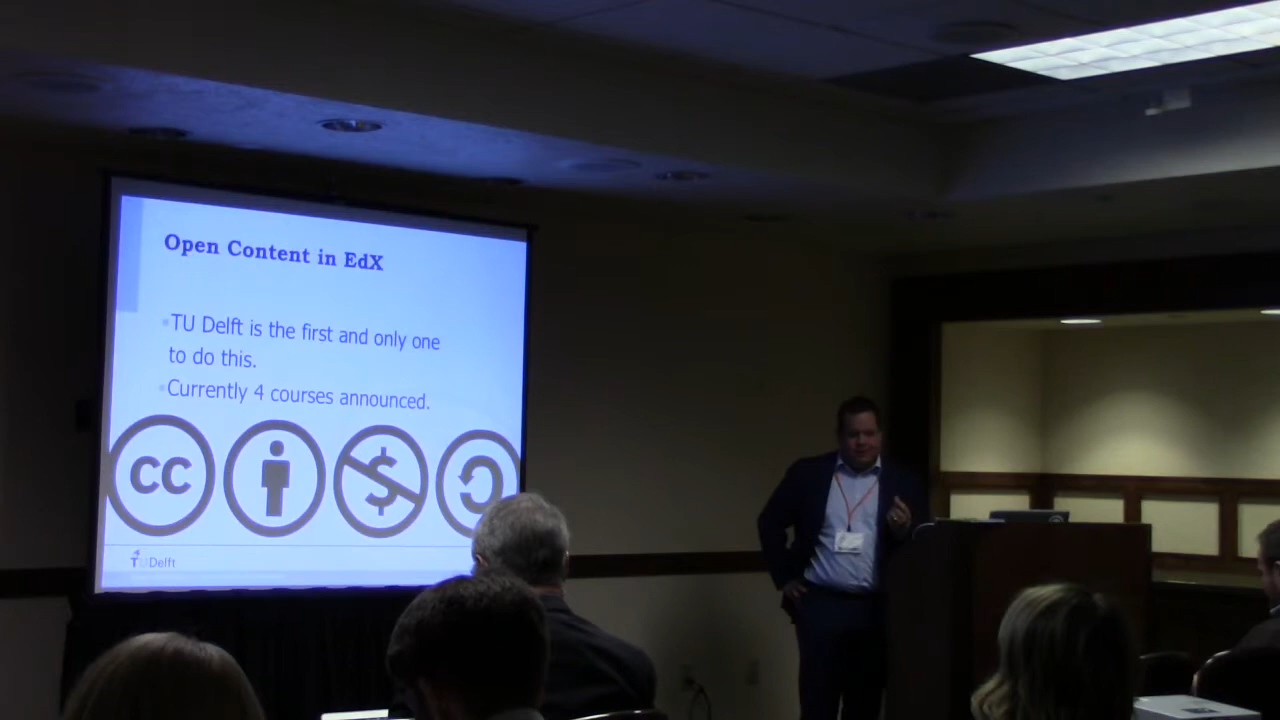 Open Content in EdX
TU Delft is the first and only one
to do this.
Currently 4 courses announced.
cc
$
TUDelft